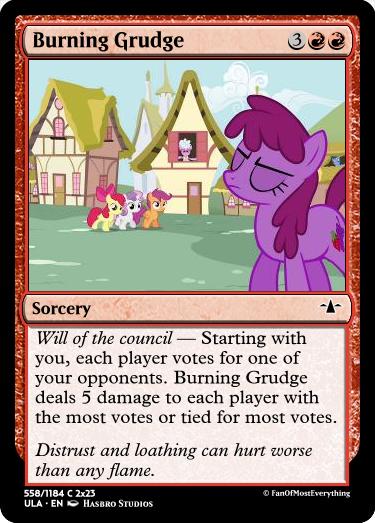 Burning Grudge 3
Sorcery
Will of the council — Starting with
you, each player votes for one of
your opponents. Burning Grudge
deals 5 damage to each player with
the most votes or tied for most votes.
Distrust and loathing can hurt worse
than any flame.
558/1184 C 2x23
ULA • EN Hasbro Studios
© FanOfMostEverything